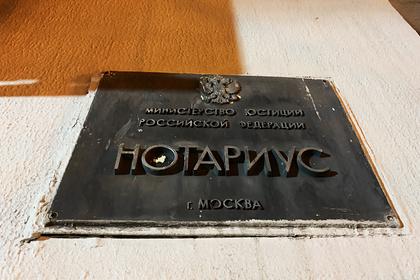 МИНИСТЕРСТВО ЮСТИЦИИ
РОССИЙСКОЙ ФЕДЕРАЦИИ
НОТАРИУС
г. МОСКВА